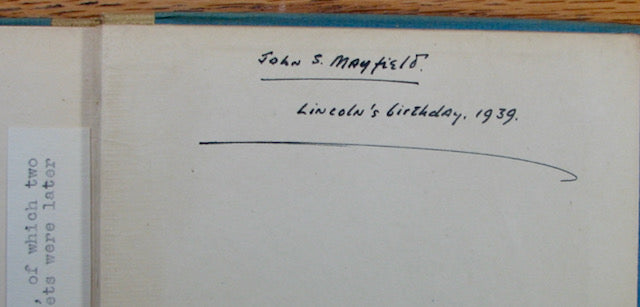 John S. Mayfield.
Lincoln's birthday, 1939.
, of which two
ets were later